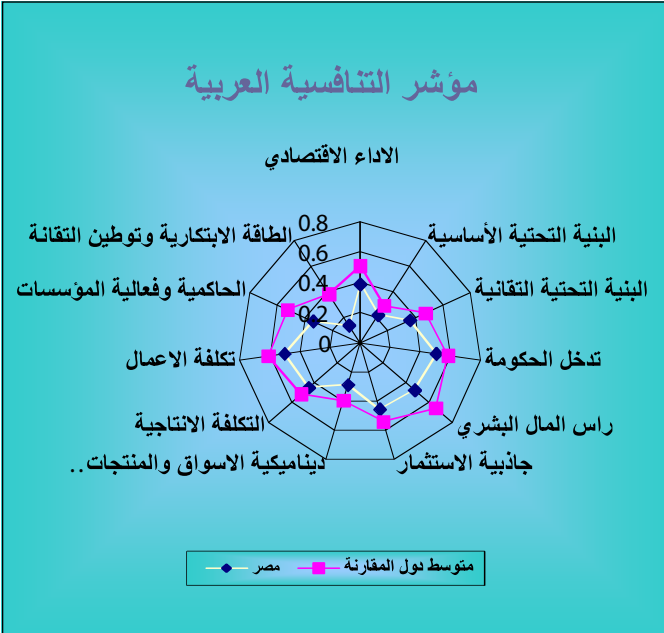 مؤشر التنافسية العربية
الاداء الاقتصادي
البنية التحتية الأساسية
البنية التحتية التقانية
تدخل الحكومة
راس المال البشري
جاذبية الاستثمار
ديناميكية الاسواق والمنتجات..
التكلفة الانتاجية
تكلفة الاعمال
الحاكمية وفعالية المؤسسات
الطاقة الابتكارية وتوطين التقانة
0.8
0.6
0.4
0.2
0
متوسط دول المقارنة
مصر